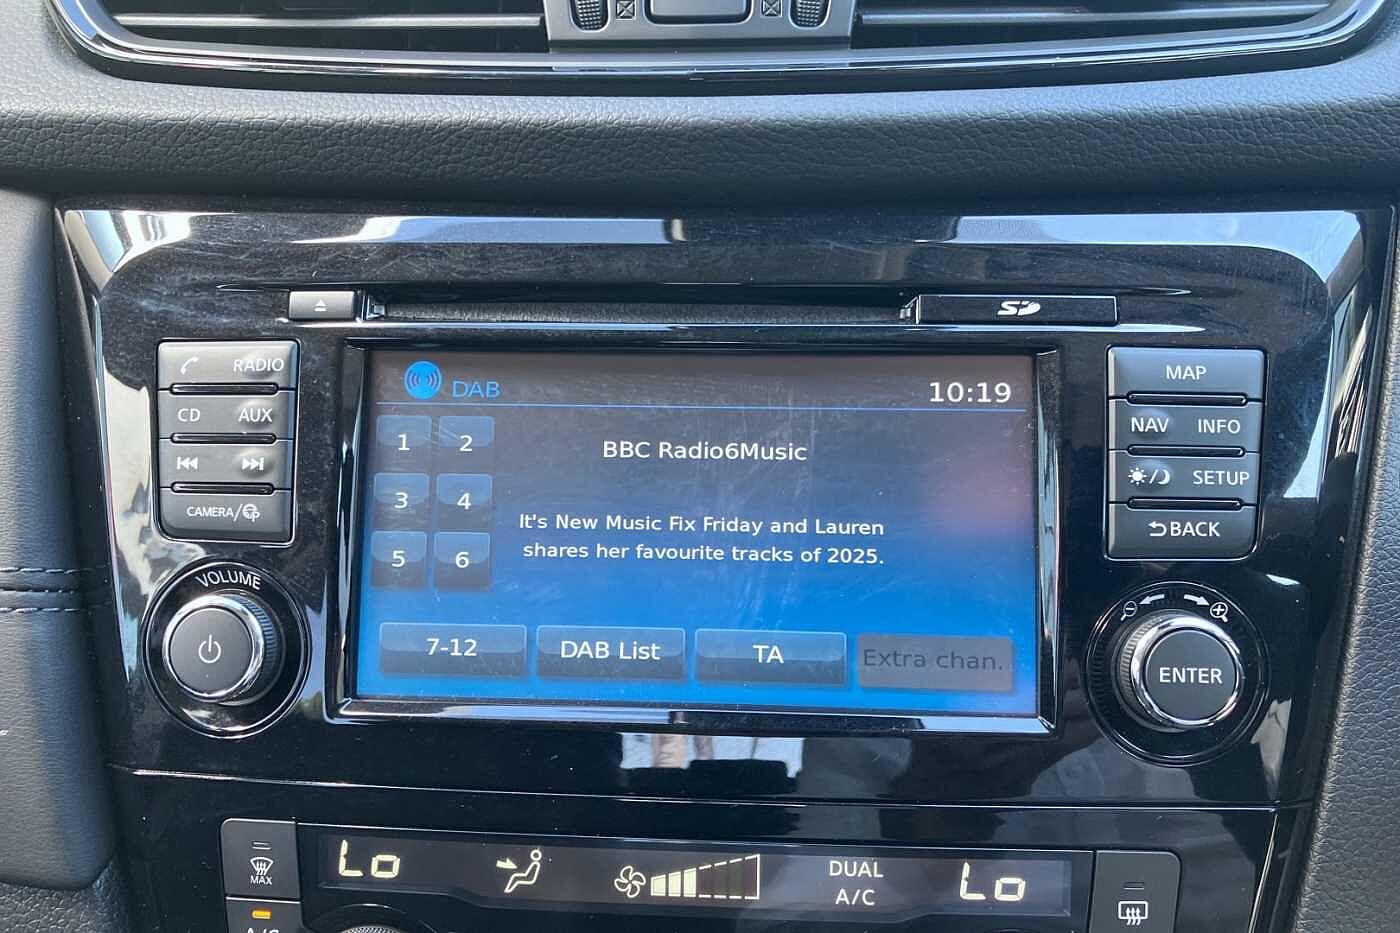 SD
RADIO
CD AUX
CAMERA/
VOLUME
DAB
10:19
1 2
BBC Radio6Music
3 4
It's New Music Fix Friday and Lauren
shares her favourite tracks of 2025.
5 6
7-12 DAB List TA Extra chan.
MAP
NAV INFO
SETUP
BACK
ENTER
MAX
Lo
DUAL
A/C
Lo
A/C